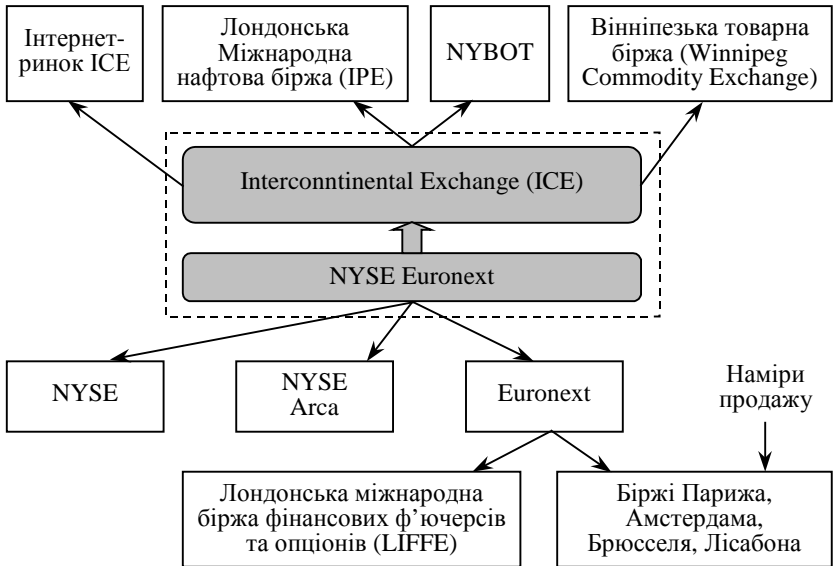 Інтернет-
ринок ICE
Лондонська
Міжнародна
нафтова біржа (IPE)
NYBOT
Вінніпезька товарна
біржа (Winnipeg
Commodity Exchange)
Interconntinental Exchange (ICE)
NYSE Euronext
NYSE
NYSE
Arca
Euronext
Наміри
продажу
Лондонська міжнародна
біржа фінансових ф’ючерсів
та опціонів (LIFFE)
Біржі Парижа,
Амстердама,
Брюсселя, Лісабона